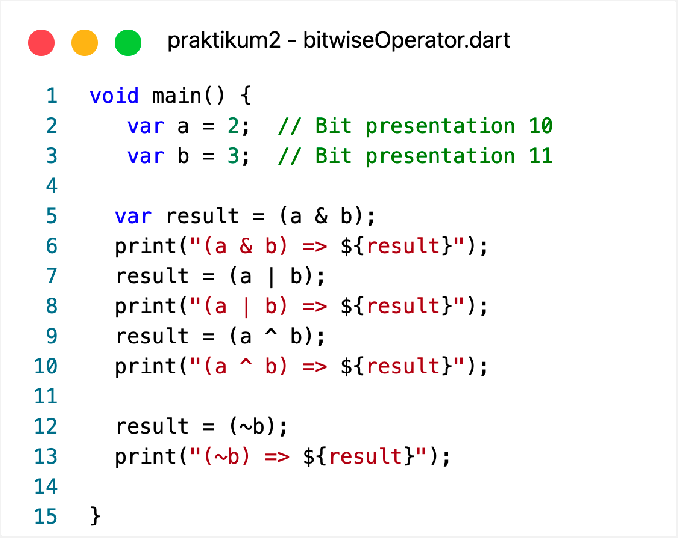 praktikum2 - bitwiseOperator.dart
1 void main() {
2 var a = 2; // Bit presentation 10
3 var b = 3; // Bit presentation 11
4
5 var result = (a & b);
6 print("(a & b) => ${result}");
7 result = (a | b);
8 print("(a | b) => ${result}");
9 result = (a ^ b);
10 print("(a ^ b) => ${result}");
11
12 result = (~b);
13 print("(~b) => ${result}");
14
15 }